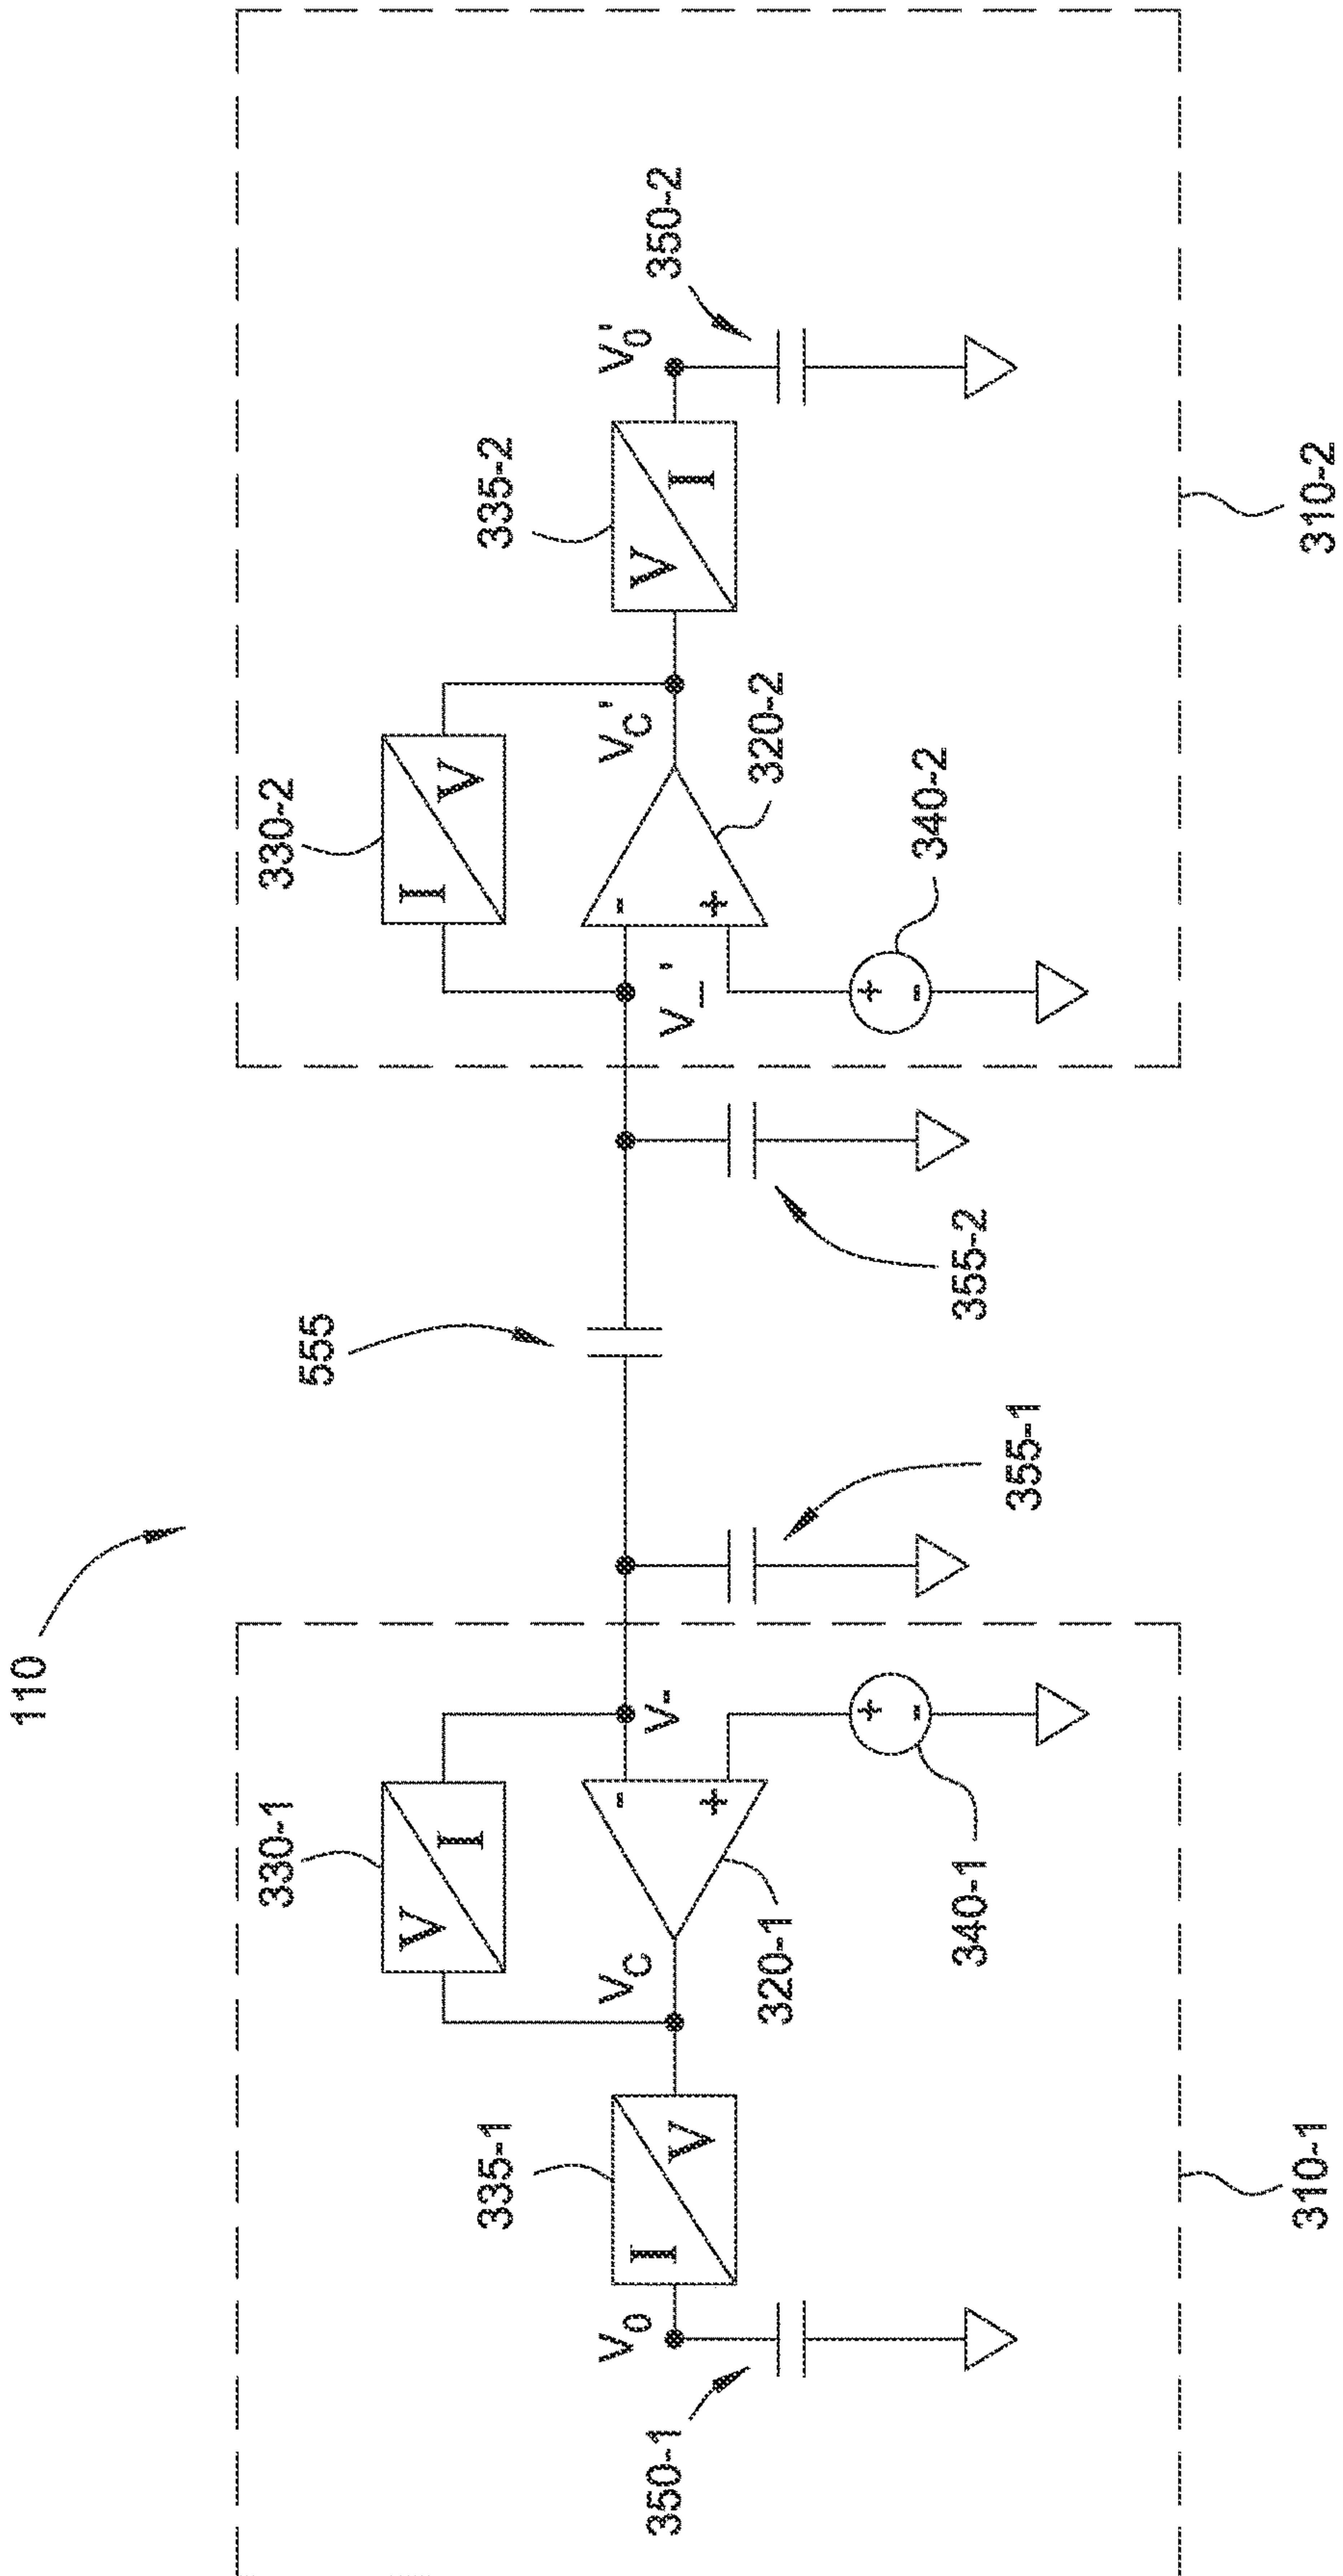 110
330-1
V
I
335-1
I
V
V0
VC
V-
-
+
350-1
320-1
+
-
340-1
310-1
555
355-1
355-2
330-2
I
V
335-2
V
I
V_'
VC'
V0'
-
+
350-2
320-2
+
-
340-2
310-2